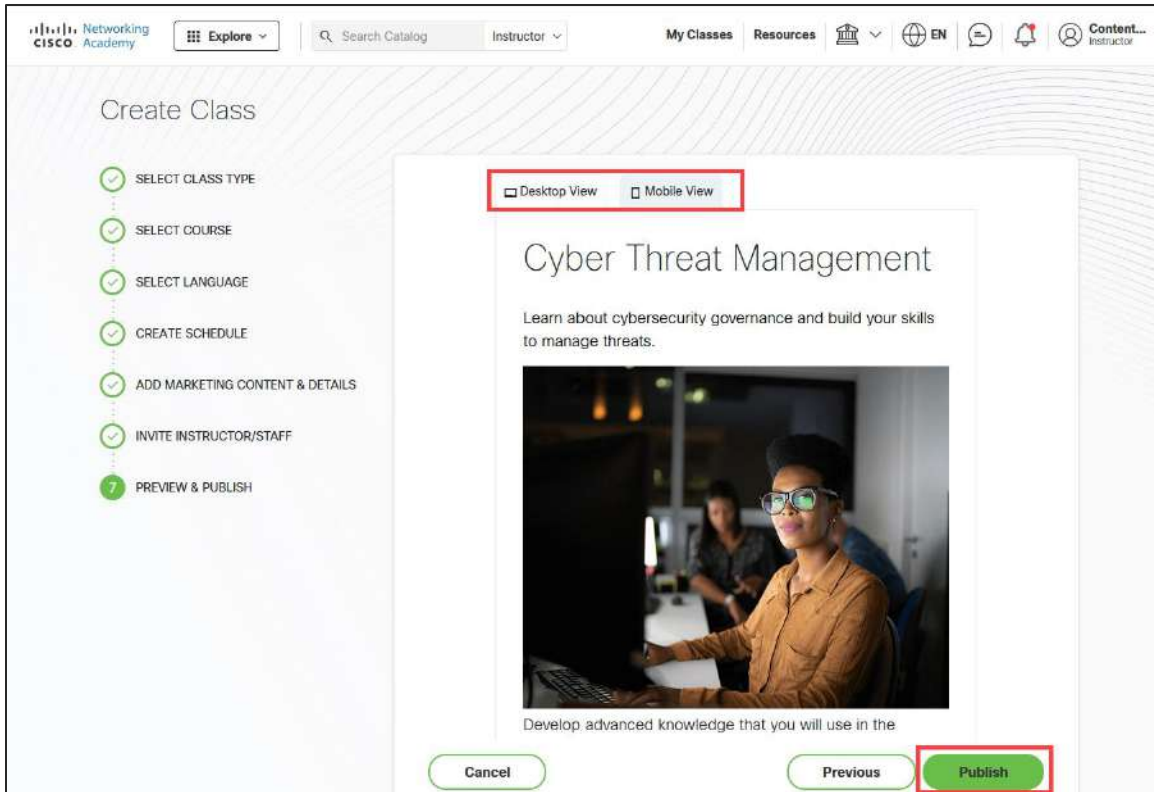 Networking
CISCO Academy
Explore
Search Catalog
Instructor
My Classes
Resources
EN
Content...
Instructor
Create Class
SELECT CLASS TYPE
SELECT COURSE
SELECT LANGUAGE
CREATE SCHEDULE
ADD MARKETING CONTENT & DETAILS
INVITE INSTRUCTOR/STAFF
7 PREVIEW & PUBLISH
Desktop View
Mobile View
Cyber Threat Management
Learn about cybersecurity governance and build your skills
to manage threats.
Develop advanced knowledge that you will use in the
Cancel
Previous
Publish